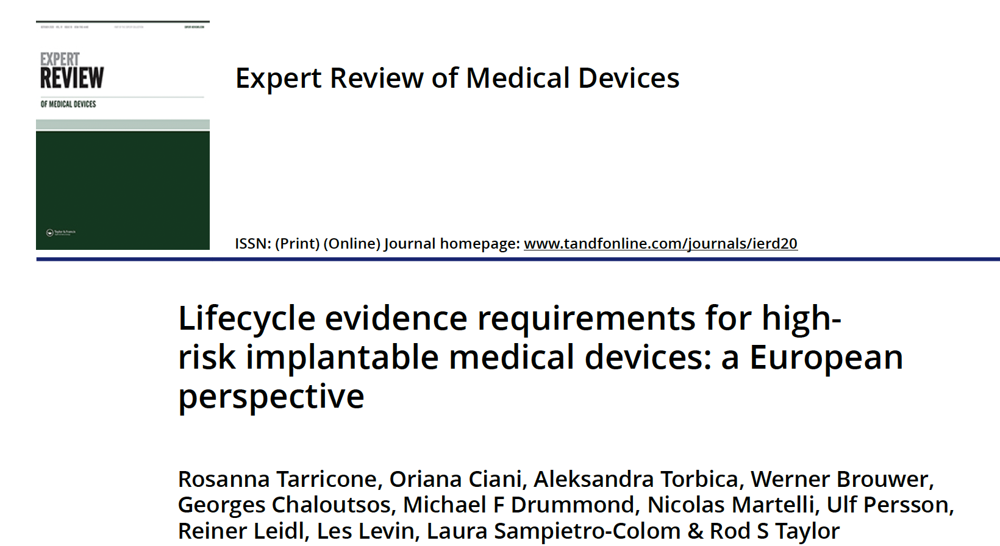 EXPERT
REVIEW
OF MEDICAL DEVICES
Taylor & Francis
Expert Review of Medical Devices
ISSN: (Print) (Online) Journal homepage: www.tandfonline.com/journals/ierd20
Lifecycle evidence requirements for high-
risk implantable medical devices: a European
perspective
Rosanna Tarricone, Oriana Ciani, Aleksandra Torbica, Werner Brouwer,
Georges Chaloutsos, Michael F Drummond, Nicolas Martelli, Ulf Persson,
Reiner Leidl, Les Levin, Laura Sampietro-Colom & Rod S Taylor